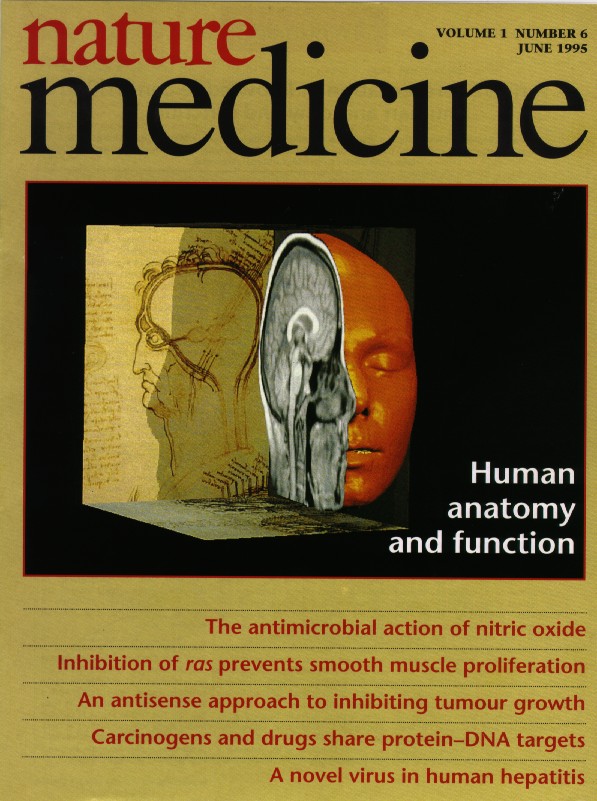 nature
medicine
VOLUME 1 NUMBER 6
JUNE 1995
Human
anatomy
and function
The antimicrobial action of nitric oxide
Inhibition of ras prevents smooth muscle proliferation
An antisense approach to inhibiting tumour growth
Carcinogens and drugs share protein–DNA targets
A novel virus in human hepatitis